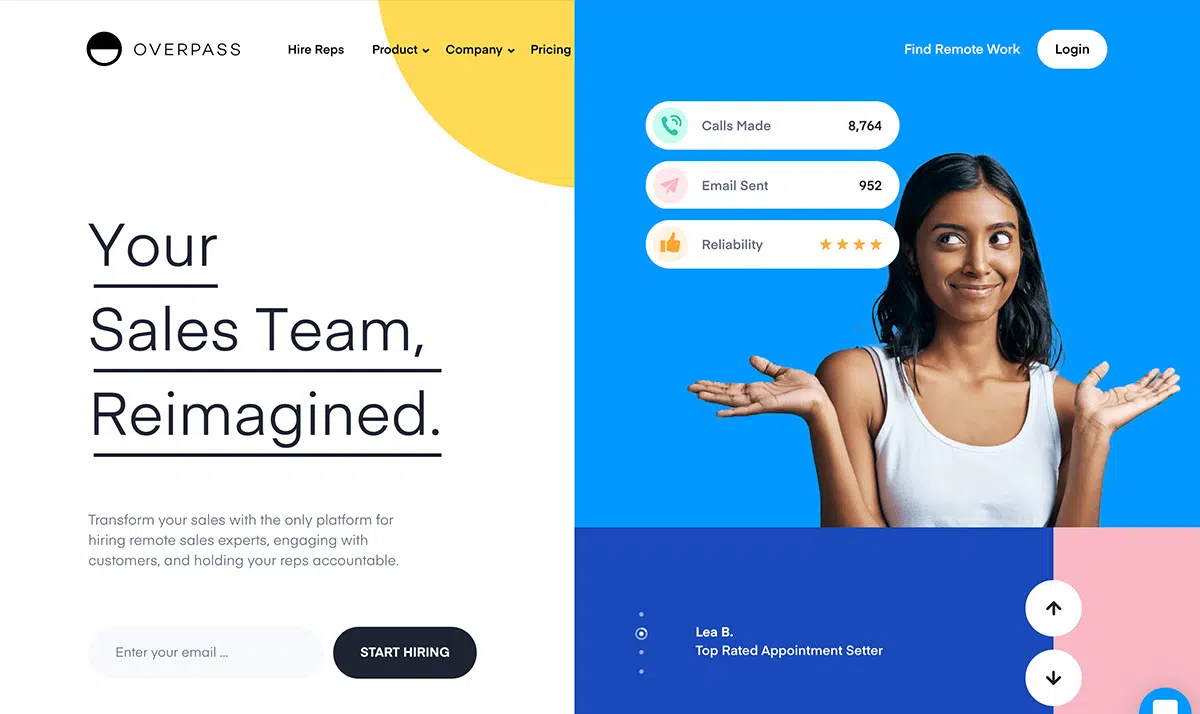 OVERPASS
Hire Reps
Product
Company
Pricing
Find Remote Work
Login
Your
Sales Team,
Reimagined.
Transform your sales with the only platform for
hiring remote sales experts, engaging with
customers, and holding your reps accountable.
Enter your email ...
START HIRING
Calls Made 8,764
Email Sent 952
Reliability
Lea B.
Top Rated Appointment Setter